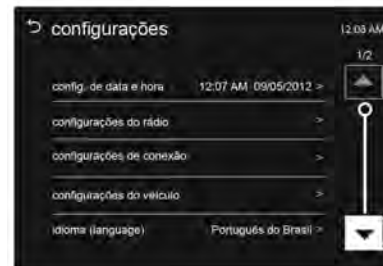 configurações
12:08 AM
1/2
config. de data e hora 12:07 AM 09/05/2012 >
configurações do rádio >
configurações de conexão >
configurações do veículo >
idioma (language) Português do Brasil >